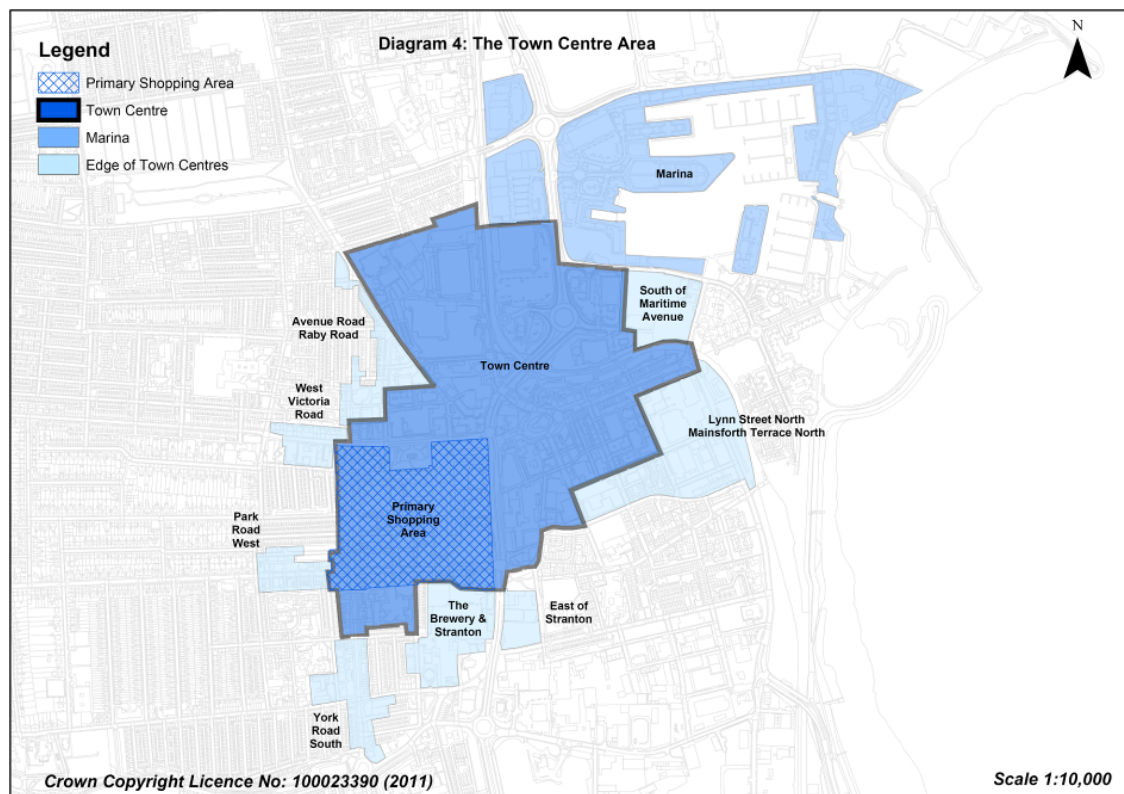 Diagram 4: The Town Centre Area
N
Legend
Primary Shopping Area
Town Centre
Marina
Edge of Town Centres
Marina
South of
Maritime
Avenue
Avenue Road
Raby Road
Town Centre
West
Victoria
Road
Lynn Street North
Mainsforth Terrace North
Primary
Shopping
Area
Park
Road
West
The
Brewery &
Stranton
East of
Stranton
York
Road
South
Crown Copyright Licence No: 100023390 (2011)
Scale 1:10,000